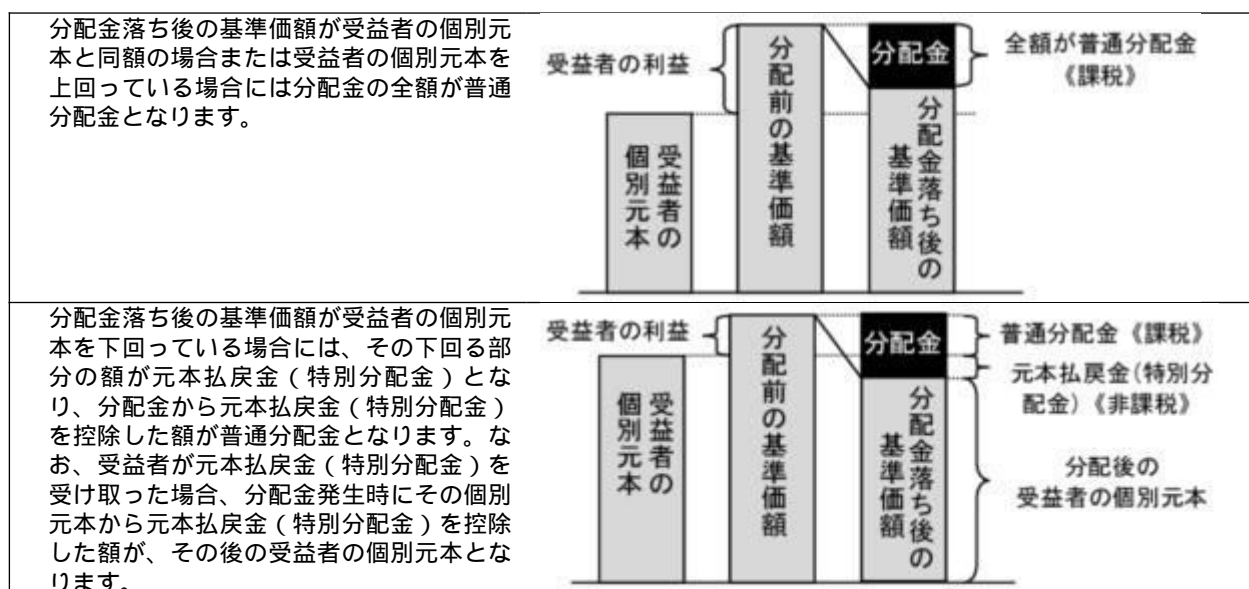 分配金落ち後の基準価額が受益者の個別元
本と同額の場合または受益者の個別元本を
上回っている場合には分配金の全額が普通
分配金となります。
受益者の利益
受益者の
個別元本
分配前の基準価額
分配金
分配金落ち後の
基準価額
全額が普通分配金
《課税》
分配金落ち後の基準価額が受益者の個別元
本を下回っている場合には、その下回る部
分の額が元本払戻金(特別分配金)とな
り、分配金から元本払戻金(特別分配金)
を控除した額が普通分配金となります。な
お、受益者が元本払戻金(特別分配金)を
受け取った場合、分配金発生時にその個別
元本から元本払戻金(特別分配金)を控除
した額が、その後の受益者の個別元本とな
ります。
受益者の利益
受益者の
個別元本
分配前の基準価額
分配金
分配金落ち後の
基準価額
普通分配金《課税》
元本払戻金(特別分
配金)《非課税》
分配後の
受益者の個別元本